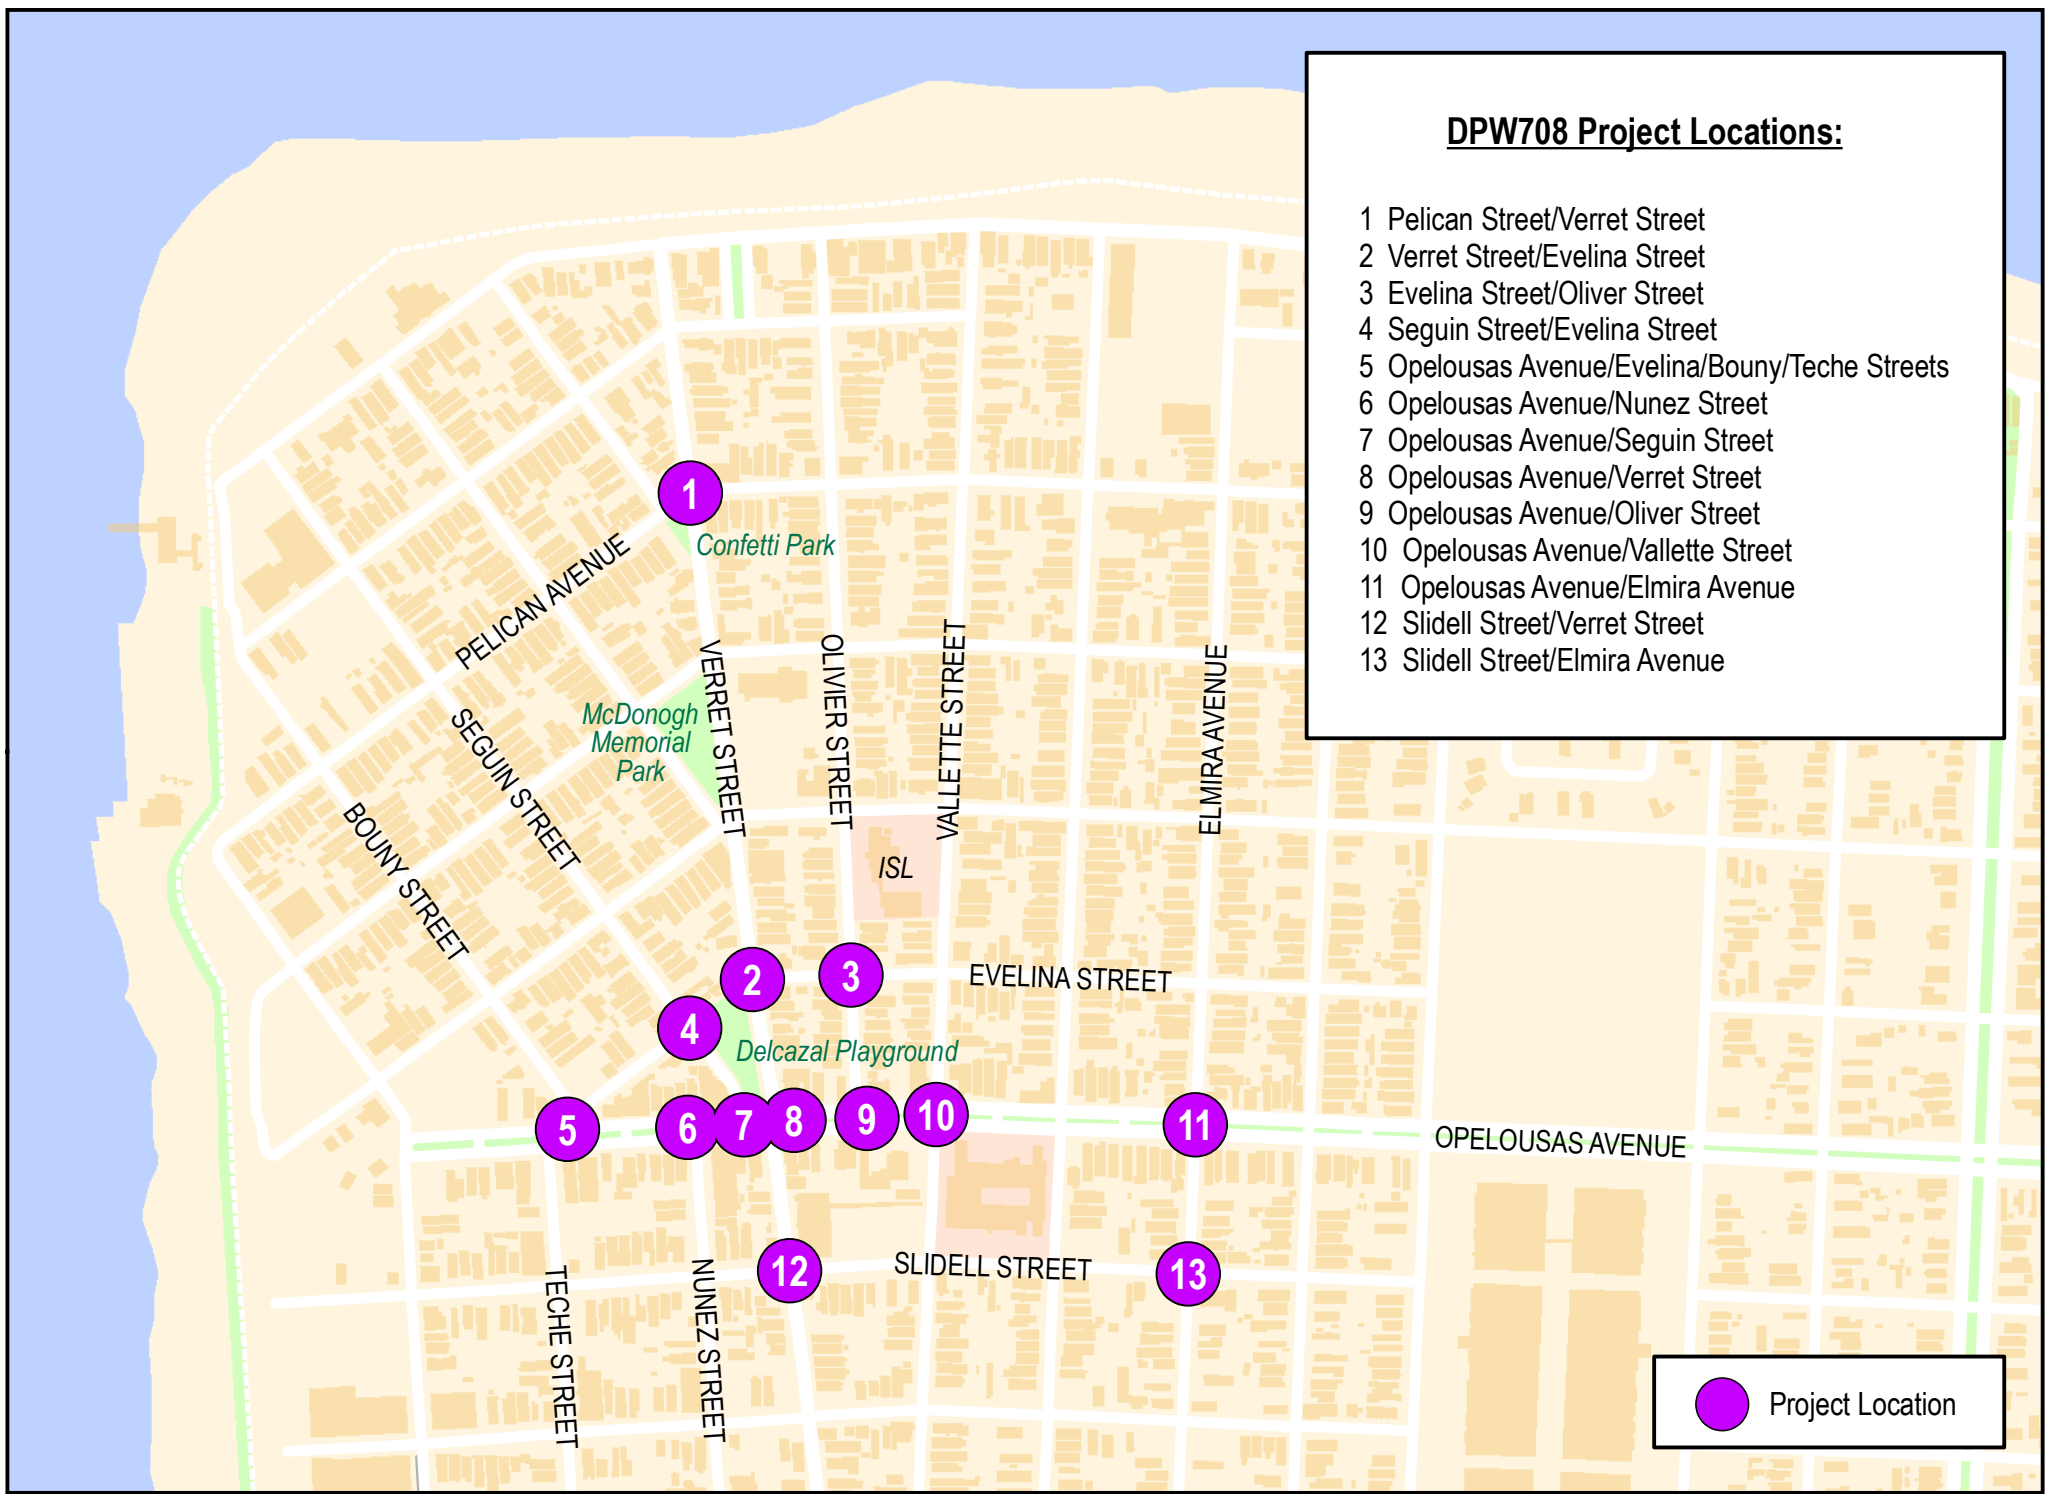 DPW708 Project Locations:
1 Pelican Street/Verret Street
2 Verret Street/Evelina Street
3 Evelina Street/Oliver Street
4 Seguin Street/Evelina Street
5 Opelousas Avenue/Evelina/Bouny/Teche Streets
6 Opelousas Avenue/Nunez Street
7 Opelousas Avenue/Seguin Street
8 Opelousas Avenue/Verret Street
9 Opelousas Avenue/Oliver Street
10 Opelousas Avenue/Vallette Street
11 Opelousas Avenue/Elmira Avenue
12 Slidell Street/Verret Street
13 Slidell Street/Elmira Avenue
1
Confetti Park
PELICAN AVENUE
VERRET STREET
OLIVIER STREET
VALLETTE STREET
ELMIRA AVENUE
McDonogh
Memorial
Park
SEGUIN STREET
BOUNY STREET
ISL
2
3
EVELINA STREET
4
Delcazal Playground
5
6
7
8
9
10
11
OPELOUSAS AVENUE
12
SLIDELL STREET
13
TECHE STREET
NUNEZ STREET
Project Location